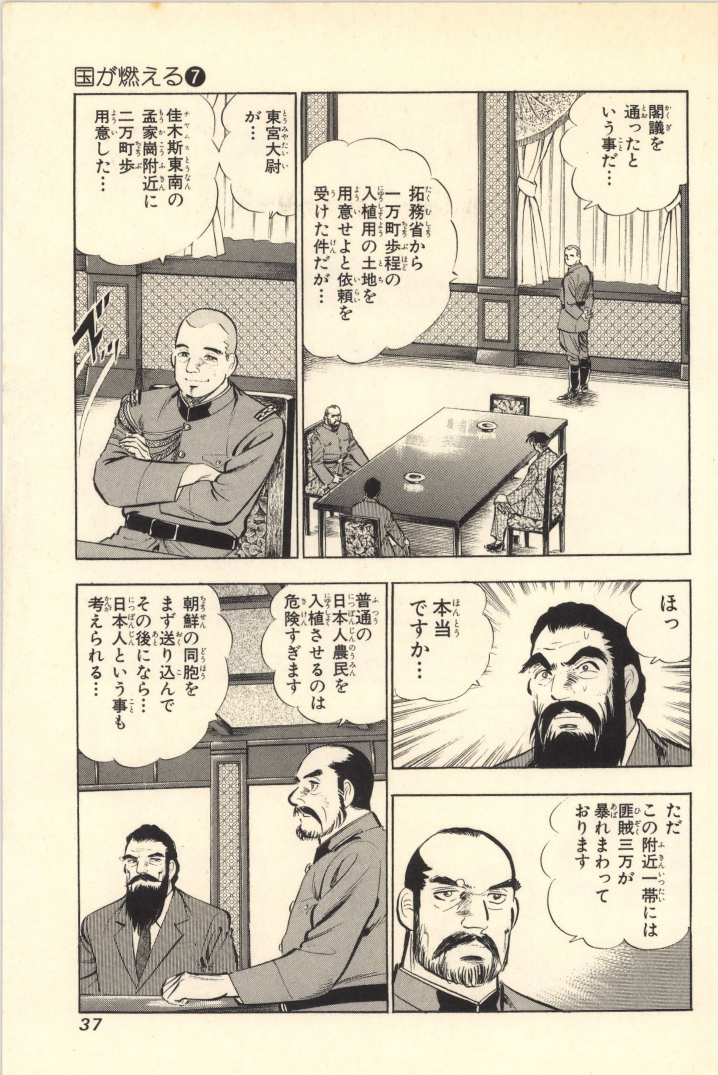 国が燃える❼
閣議を
通ったと
いう事だ…
拓務省から
一万町歩程の
入植用の土地を
用意せよと依頼を
受けた件だが…
東宮大尉
が…
佳木斯東南の
孟家崗附近に
二万町歩
用意した…
ドッ
ほっ
本当
ですか…
ただ
この附近一帯には
匪賊三万が
暴れまわって
おります
普通の
日本人農民を
入植させるのは
危険すぎます
朝鮮の同胞を
まず送り込んで
その後になら…
日本人という事も
考えられる…
37